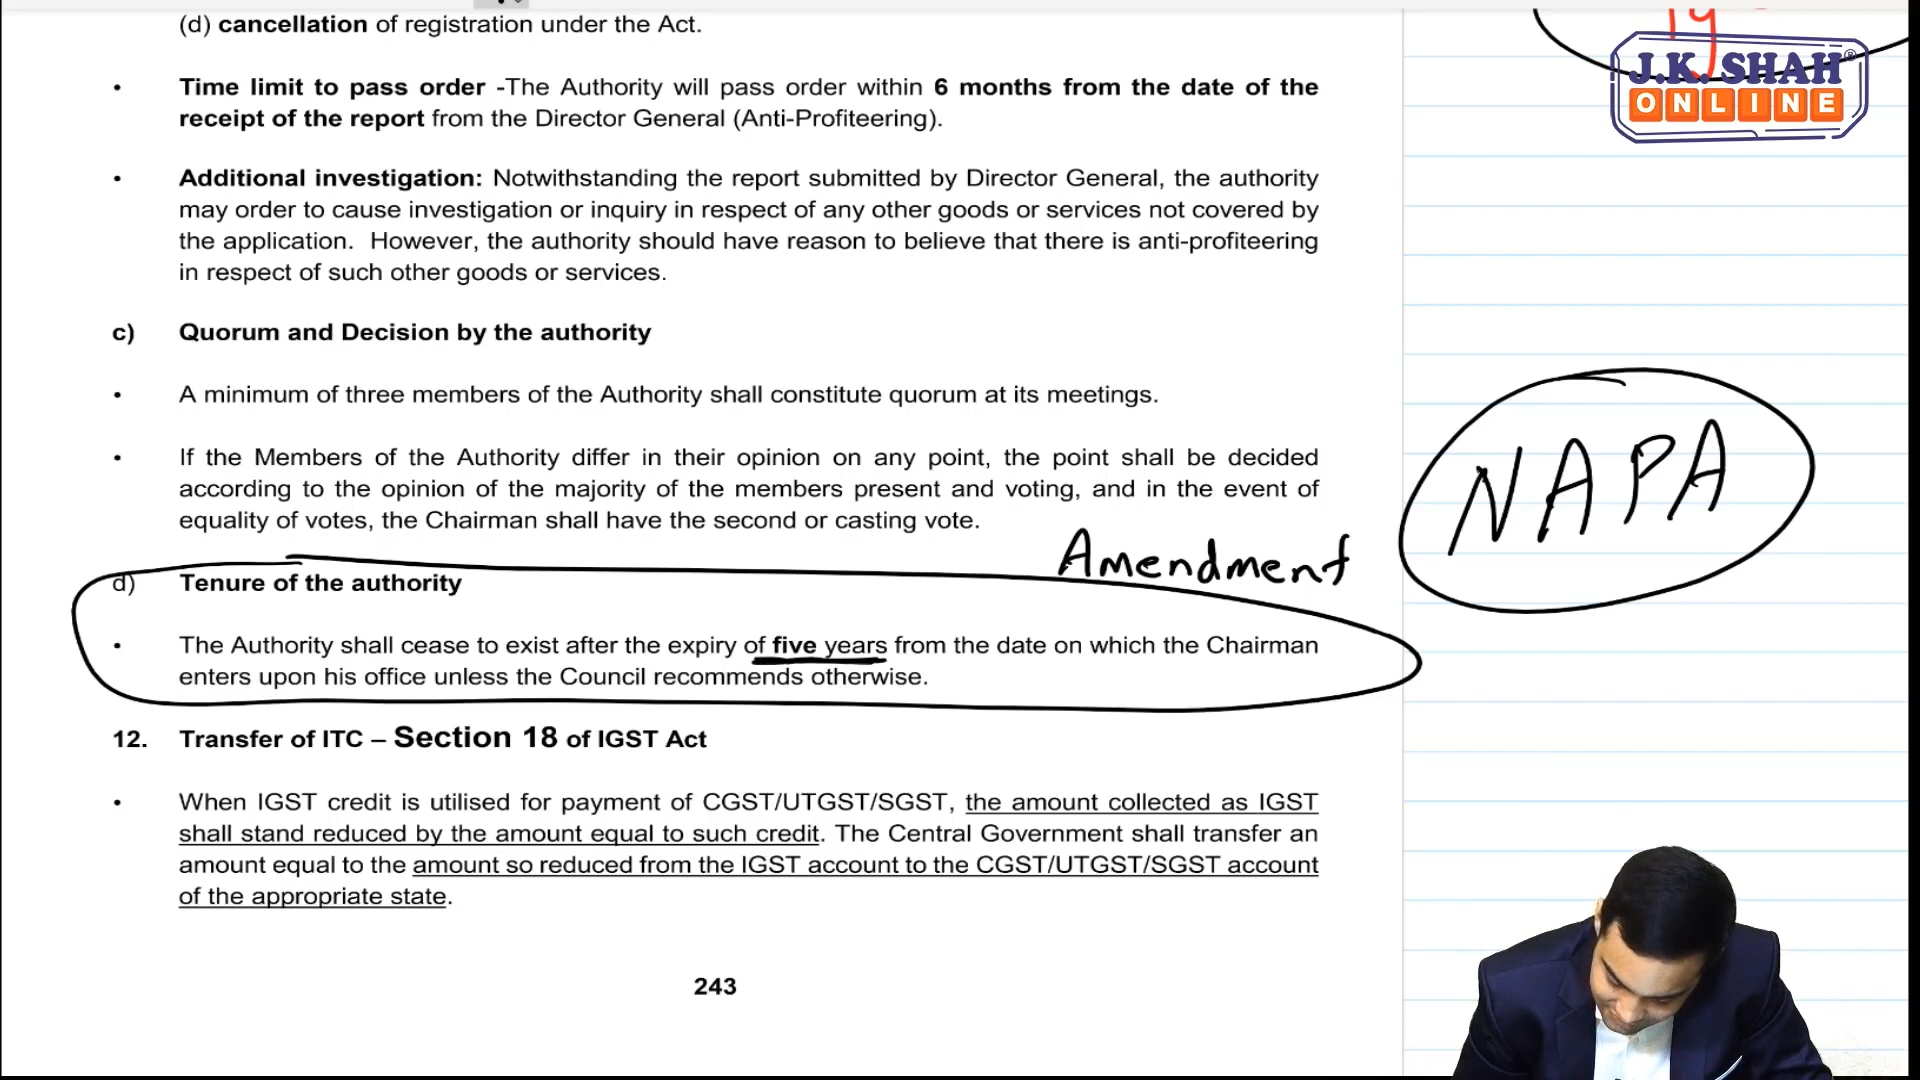 (d) cancellation of registration under the Act.
• Time limit to pass order -The Authority will pass order within 6 months from the date of the
receipt of the report from the Director General (Anti-Profiteering).
• Additional investigation: Notwithstanding the report submitted by Director General, the authority
may order to cause investigation or inquiry in respect of any other goods or services not covered by
the application. However, the authority should have reason to believe that there is anti-profiteering
in respect of such other goods or services.
c) Quorum and Decision by the authority
• A minimum of three members of the Authority shall constitute quorum at its meetings.
• If the Members of the Authority differ in their opinion on any point, the point shall be decided
according to the opinion of the majority of the members present and voting, and in the event of
equality of votes, the Chairman shall have the second or casting vote.
Amendment
d) Tenure of the authority
• The Authority shall cease to exist after the expiry of five years from the date on which the Chairman
enters upon his office unless the Council recommends otherwise.
12. Transfer of ITC – Section 18 of IGST Act
• When IGST credit is utilised for payment of CGST/UTGST/SGST, the amount collected as IGST
shall stand reduced by the amount equal to such credit. The Central Government shall transfer an
amount equal to the amount so reduced from the IGST account to the CGST/UTGST/SGST account
of the appropriate state.
243
J.K. SHAH®
ONLINE
NAPA